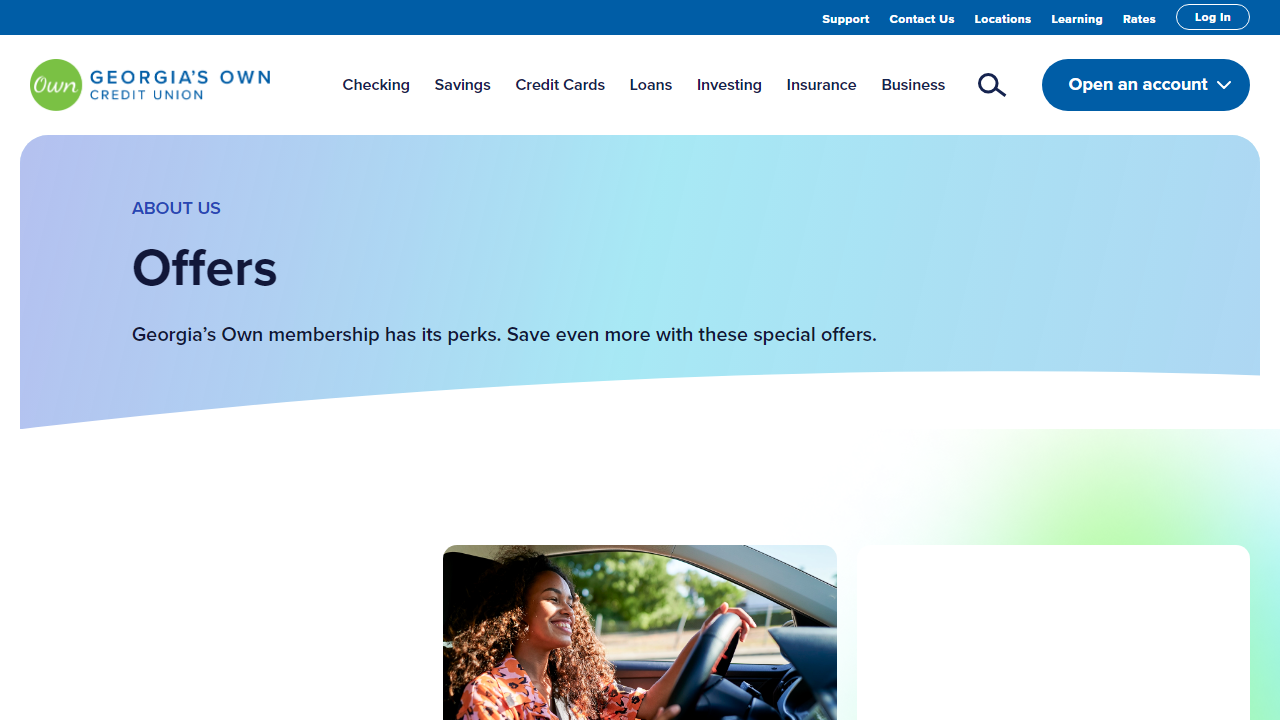 Support Contact Us Locations Learning Rates Log In
Own GEORGIA'S OWN
CREDIT UNION
Checking Savings Credit Cards Loans Investing Insurance Business Open an account
ABOUT US
Offers
Georgia’s Own membership has its perks. Save even more with these special offers.